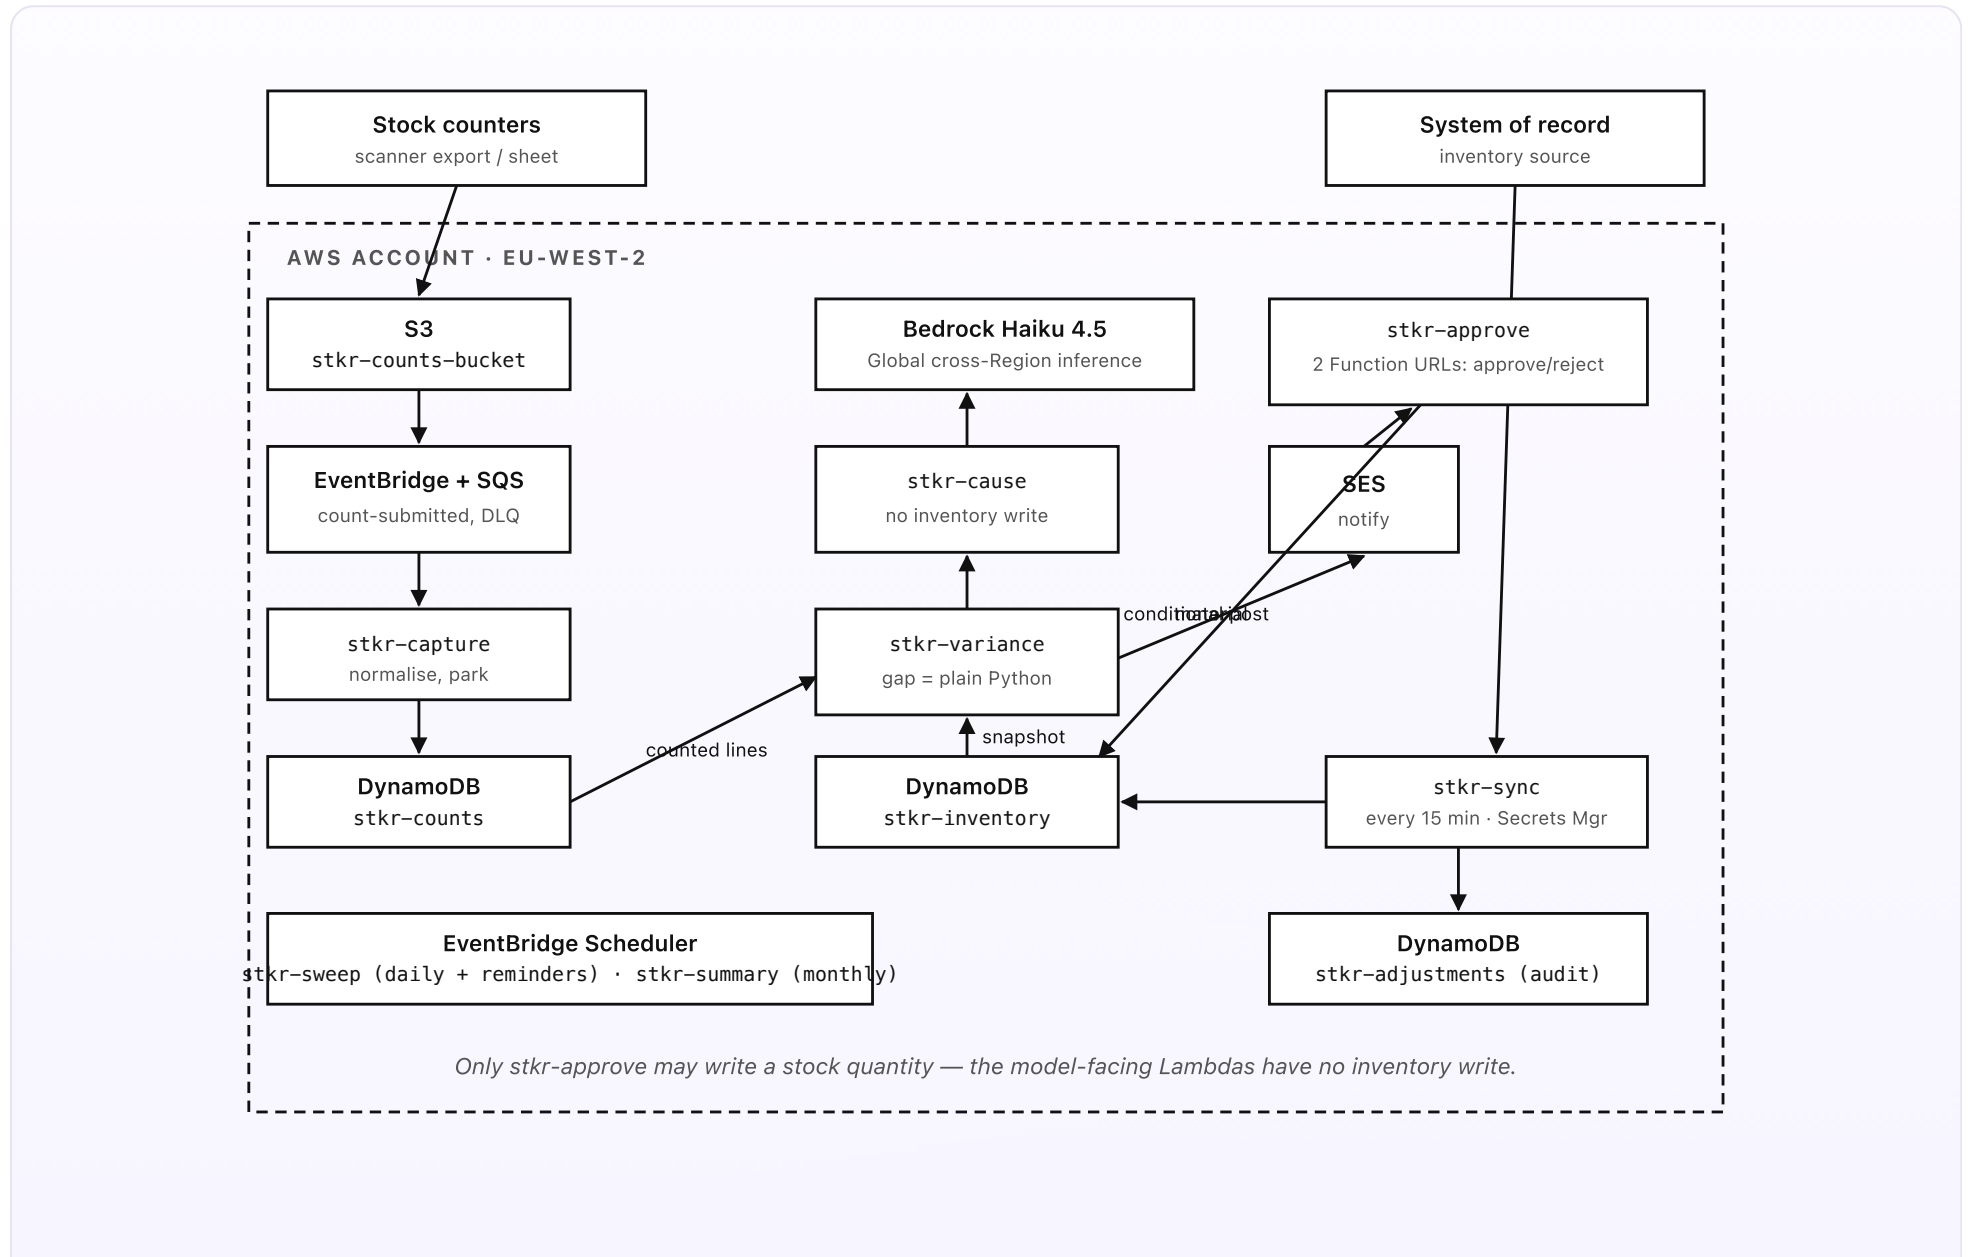 Stock counters
scanner export / sheet
System of record
inventory source
AWS ACCOUNT · EU-WEST-2
S3
stkr-counts-bucket
Bedrock Haiku 4.5
Global cross-Region inference
stkr-approve
2 Function URLs: approve/reject
EventBridge + SQS
count-submitted, DLQ
stkr-cause
no inventory write
SES
notify
conditional post
material
stkr-capture
normalise, park
stkr-variance
gap = plain Python
counted lines
snapshot
DynamoDB
stkr-counts
DynamoDB
stkr-inventory
stkr-sync
every 15 min · Secrets Mgr
EventBridge Scheduler
stkr-sweep (daily + reminders) · stkr-summary (monthly)
DynamoDB
stkr-adjustments (audit)
Only stkr-approve may write a stock quantity — the model-facing Lambdas have no inventory write.